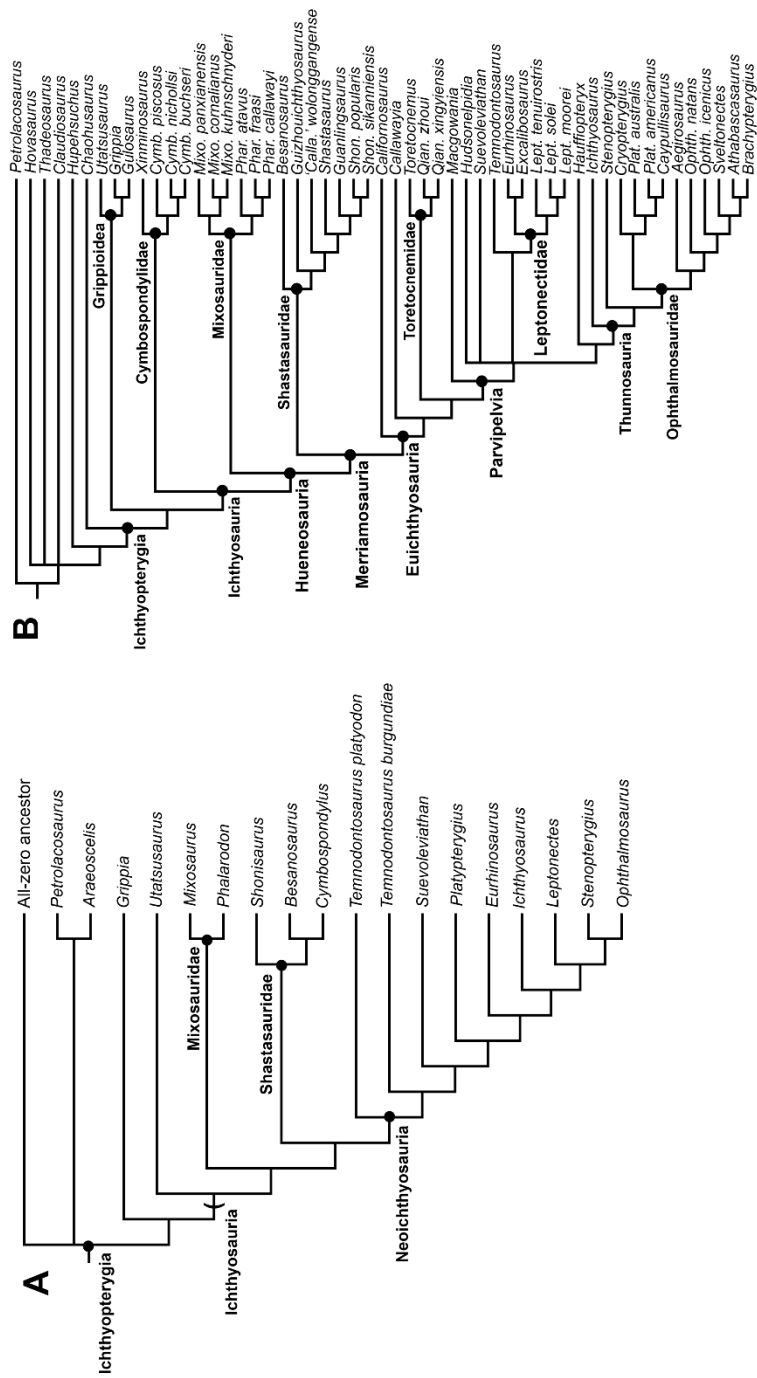 A
All-zero ancestor
Petrolacosaurus
Araeoscelis
Grippia
Utatsusaurus
Mixosaurus
Phalarodon
Shonisaurus
Besanosaurus
Cymbospondylus
Temnodontosaurus platyodon
Temnodontosaurus burgundiae
Suevoleviathan
Platypterygius
Eurhinosaurus
Ichthyosaurus
Leptonectes
Stenopterygius
Ophthalmosaurus
Ichthyopterygia
Ichthyosauria
Mixosauridae
Shastasauridae
Neoichthyosauria
B
Petrolacosaurus
Hovasaurus
Thadeosaurus
Claudiosaurus
Hupehsuchus
Chaohusaurus
Utatsusaurus
Grippia
Gulosaurus
Xinminosaurus
Cymb. piscosus
Cymb. nichollsi
Cymb. buchseri
Mixo. panxianensis
Mixo. cornalianus
Mixo. kuhnschnyderi
Phar. atavus
Phar. fraasi
Phar. callawayi
Besanosaurus
Guizhouichthyosaurus
'Calla.' wolonggangense
Shastasaurus
Guanlingsaurus
Shon. popularis
Shon. sikanniensis
Californosaurus
Callawayia
Toretocnemus
Qian. zhoui
Qian. xingyiensis
Macgowania
Hudsonelpidia
Suevoleviathan
Temnodontosaurus
Eurhinosaurus
Excalibosaurus
Lept. tenuirostris
Lept. solei
Lept. moorei
Hauffiopteryx
Ichthyosaurus
Stenopterygius
Cryopterygius
Plat. australis
Plat. americanus
Caypullisaurus
Aegirosaurus
Ophth. natans
Ophth. icenicus
Sveltonectes
Athabascasaurus
Brachypterygius
Grippioidea
Cymbospondylidae
Mixosauridae
Shastasauridae
Toretocnemidae
Leptonectidae
Ichthyopterygia
Ichthyosauria
Hueneosauria
Merriamosauria
Euichthyosauria
Parvipelvia
Thunnosauria
Ophthalmosauridae